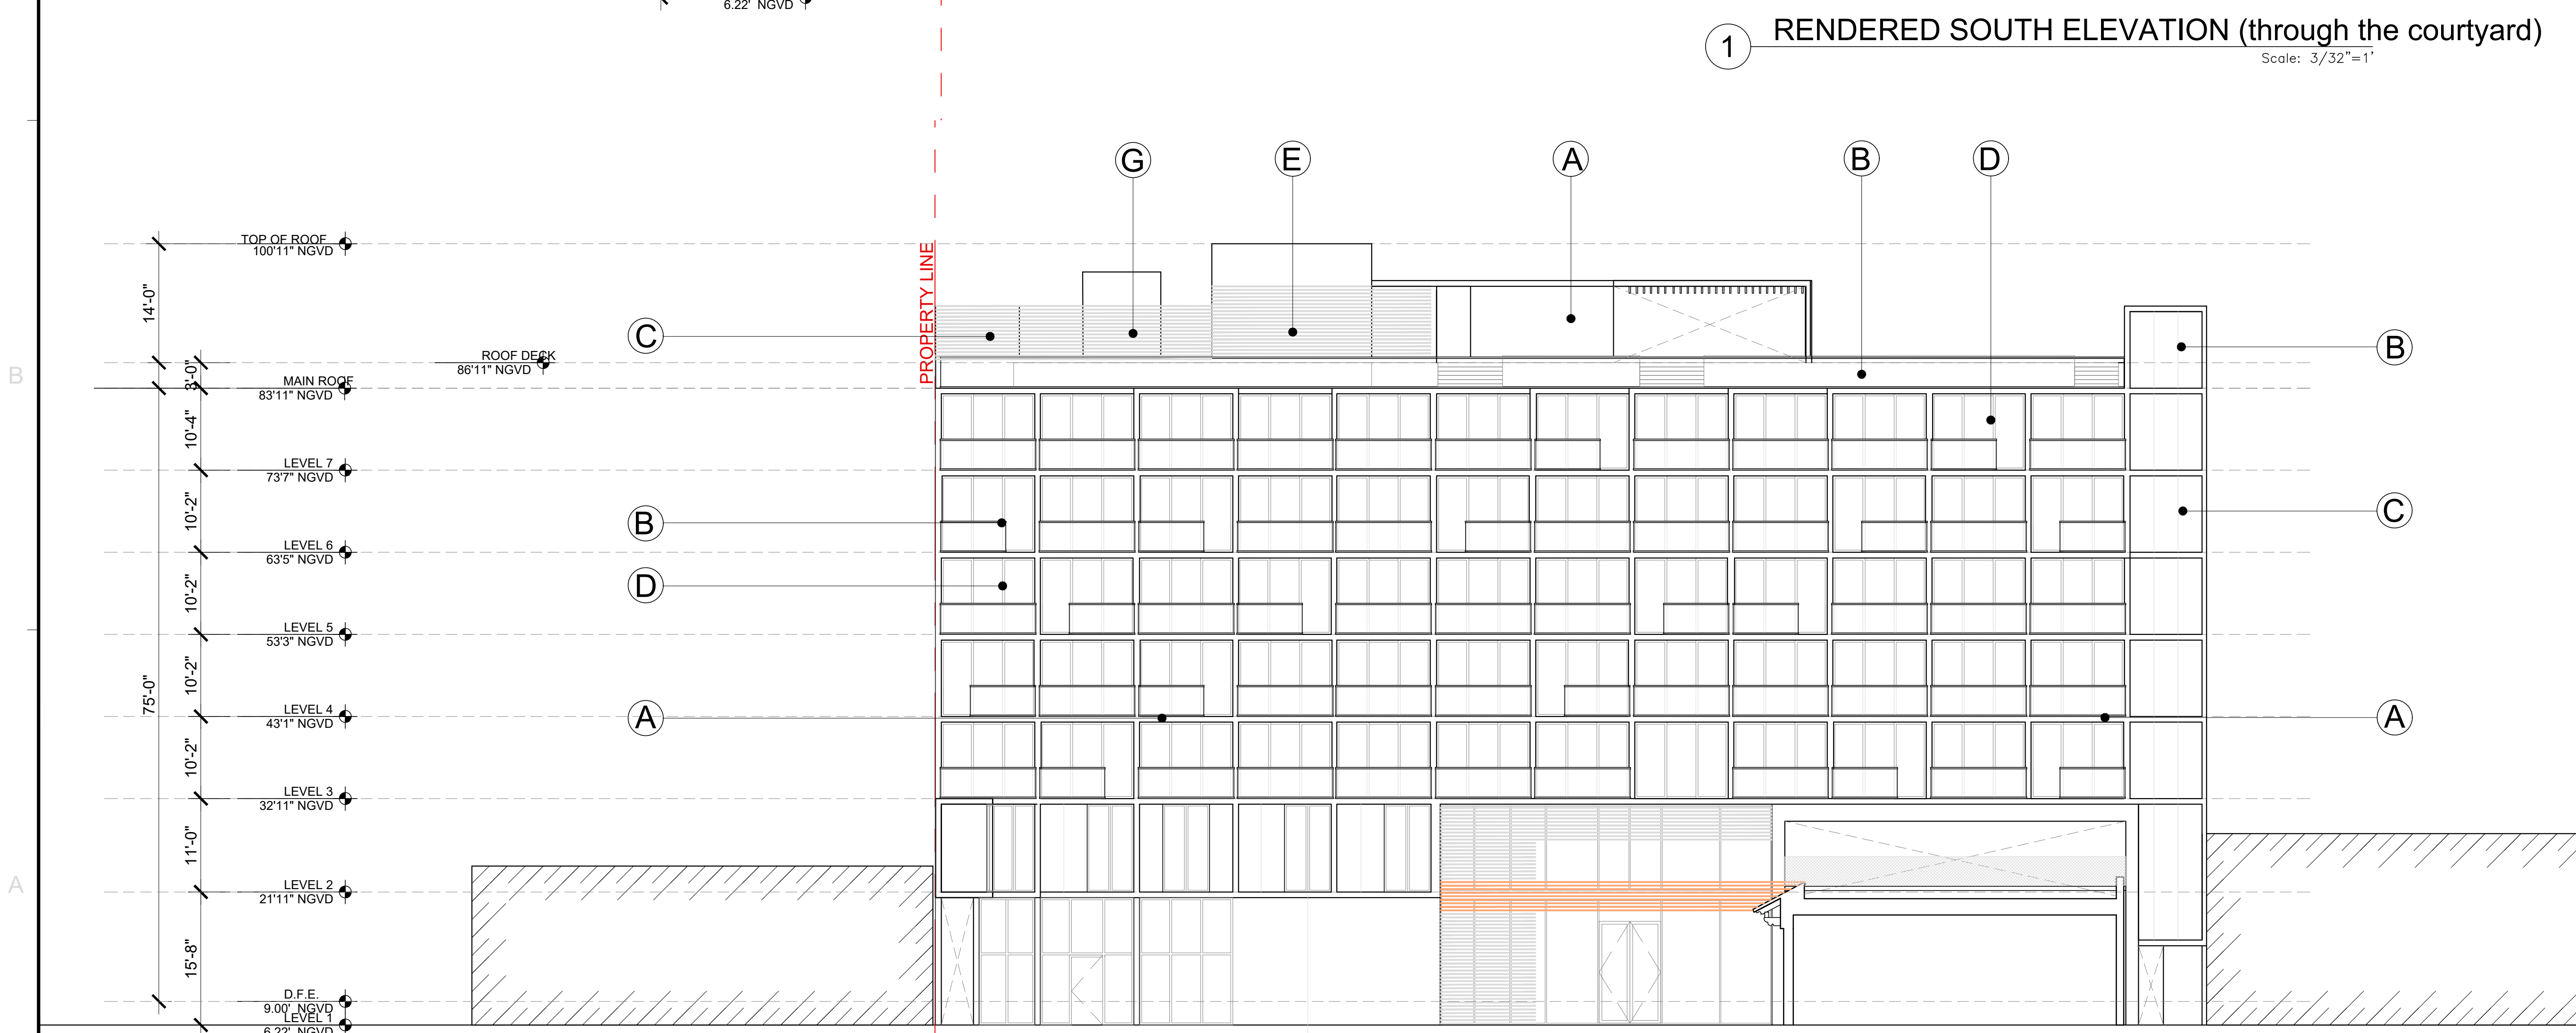 6.22' NGVD
1
RENDERED SOUTH ELEVATION (through the courtyard)
Scale: 3/32"=1'
G
E
A
B
D
TOP OF ROOF
100'11" NGVD
PROPERTY LINE
14'-0"
C
B
ROOF DECK
86'11" NGVD
B
3'-0"
MAIN ROOF
83'11" NGVD
10'-4"
LEVEL 7
73'7" NGVD
10'-2"
B
C
LEVEL 6
63'5" NGVD
10'-2"
D
LEVEL 5
53'3" NGVD
10'-2"
75'-0"
LEVEL 4
43'1" NGVD
A
A
10'-2"
LEVEL 3
32'11" NGVD
11'-0"
A
LEVEL 2
21'11" NGVD
15'-8"
D.F.E.
9.00' NGVD
LEVEL 1
6.22' NGVD